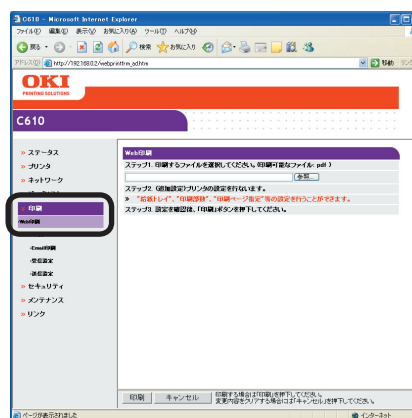 C610 - Microsoft Internet Explorer
ファイル(F) 編集(E) 表示(V) お気に入り(A) ツール(T) ヘルプ(H)
戻る 検索 お気に入り
アドレス(D) http://192.168.0.2/webprintfrm_ad.htm 移動
OKI
PRINTING SOLUTIONS
C610
» ステータス
» プリンタ
» ネットワーク
» 印刷
-Web印刷
-Email印刷
-受信設定
-送信設定
» セキュリティ
» メンテナンス
» リンク
Web印刷
ステップ1. 印刷するファイルを選択してください。(印刷可能なファイル: pdf )
参照...
ステップ2. (追加設定)プリンタの設定を行ないます。
» "給紙トレイ"、"印刷部数"、"印刷ページ指定"等の設定を行うことができます。
ステップ3. 設定を確認後、「印刷」ボタンを押下してください。
印刷 キャンセル
印刷する場合は「印刷」を押下してください。
変更内容をクリアする場合には「キャンセル」を押下してください。
ページが表示されました インターネット